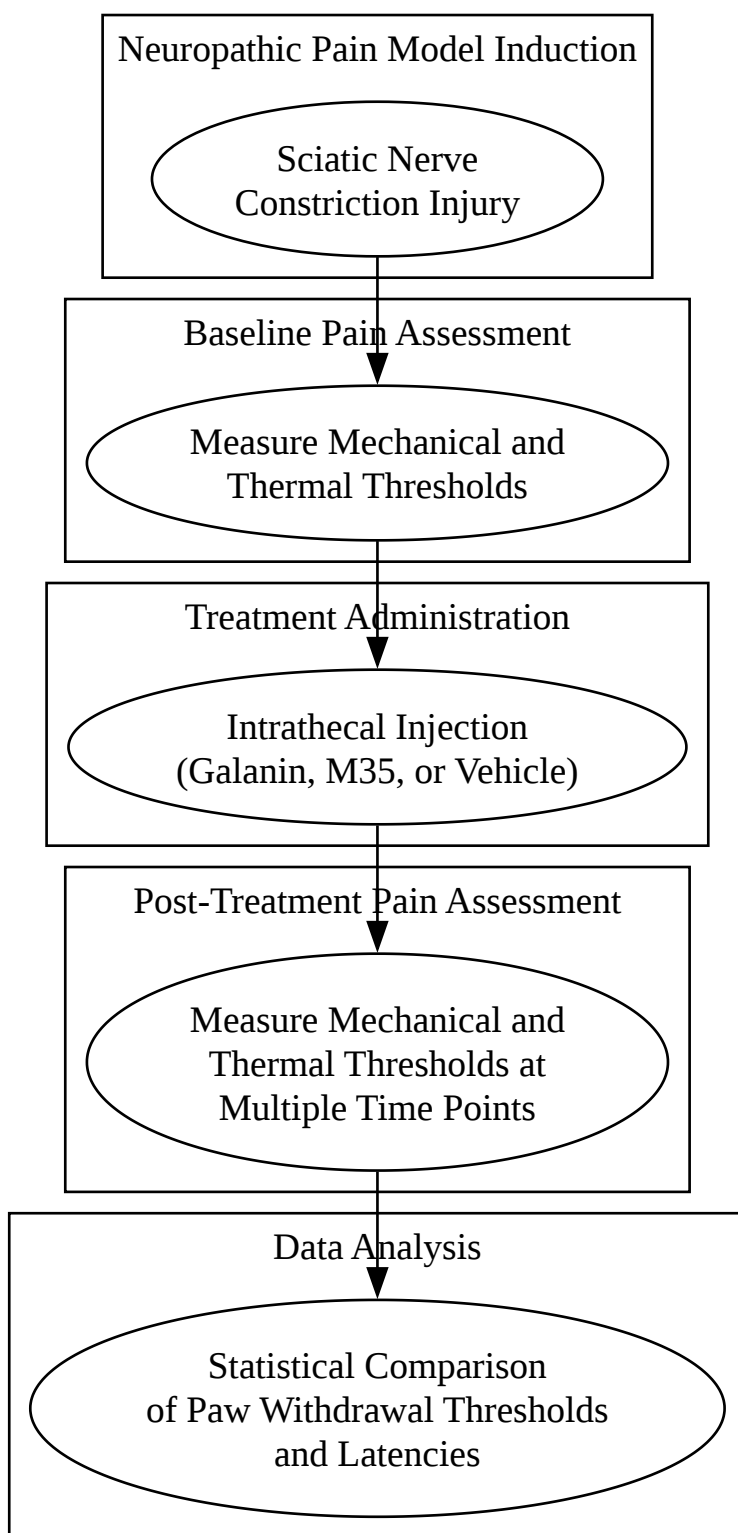 Neuropathic Pain Model Induction
Sciatic Nerve
Constriction Injury
Baseline Pain Assessment
Measure Mechanical and
Thermal Thresholds
Treatment Administration
Intrathecal Injection
(Galanin, M35, or Vehicle)
Post-Treatment Pain Assessment
Measure Mechanical and
Thermal Thresholds at
Multiple Time Points
Data Analysis
Statistical Comparison
of Paw Withdrawal Thresholds
and Latencies